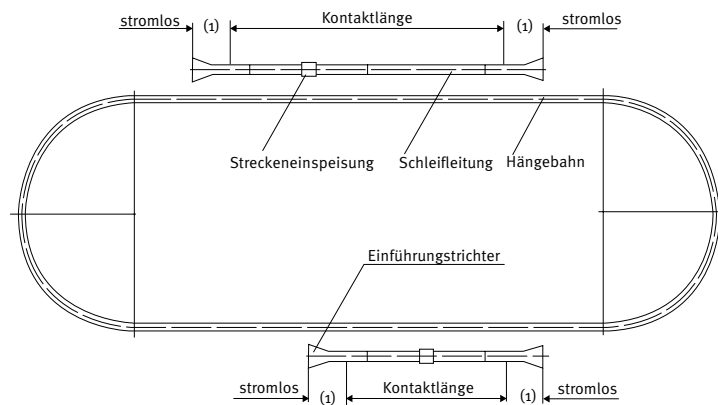 stromlos (1) Kontaktlänge (1) stromlos
Streckeneinspeisung Schleifleitung Hängebahn
Einführungstrichter
stromlos (1) Kontaktlänge (1) stromlos